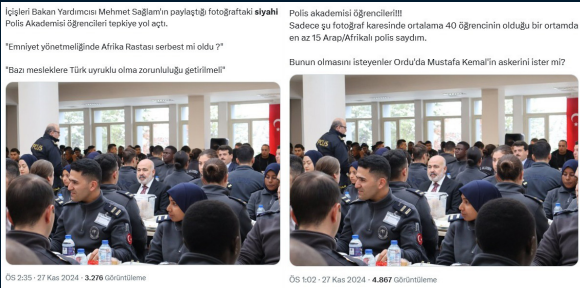 İçişleri Bakan Yardımcısı Mehmet Sağlam'ın paylaştığı fotoğraftaki siyahi
Polis Akademisi öğrencileri tepkiye yol açtı.
"Emniyet yönetmeliğinde Afrika Rastası serbest mi oldu ?"
"Bazı mesleklere Türk uyruklu olma zorunluluğu getirilmeli"
ÖS 2:35 · 27 Kas 2024 · 3.276 Görüntüleme
Polis akademisi öğrencileri!!!
Sadece şu fotoğraf karesinde ortalama 40 öğrencinin olduğu bir ortamda
en az 15 Arap/Afrikalı polis saydım.
Bunun olmasını isteyenler Ordu'da Mustafa Kemal'in askerini ister mi?
ÖS 1:02 · 27 Kas 2024 · 4.867 Görüntüleme